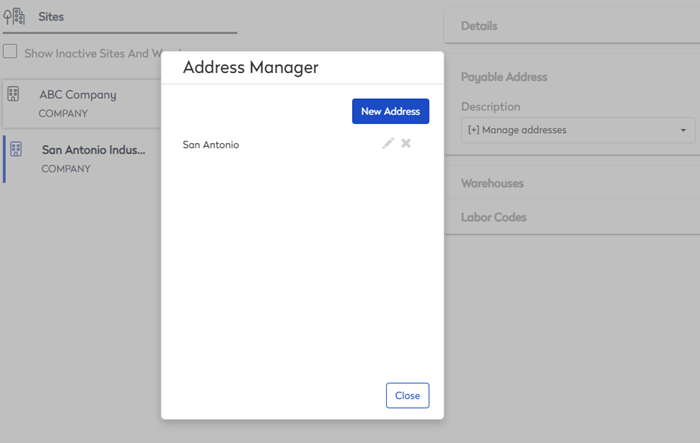 Sites
Show Inactive Sites And
ABC Company
COMPANY
San Antonio Indus...
COMPANY
Address Manager
New Address
San Antonio
Close
Details
Payable Address
Description
[+] Manage addresses
Warehouses
Labor Codes